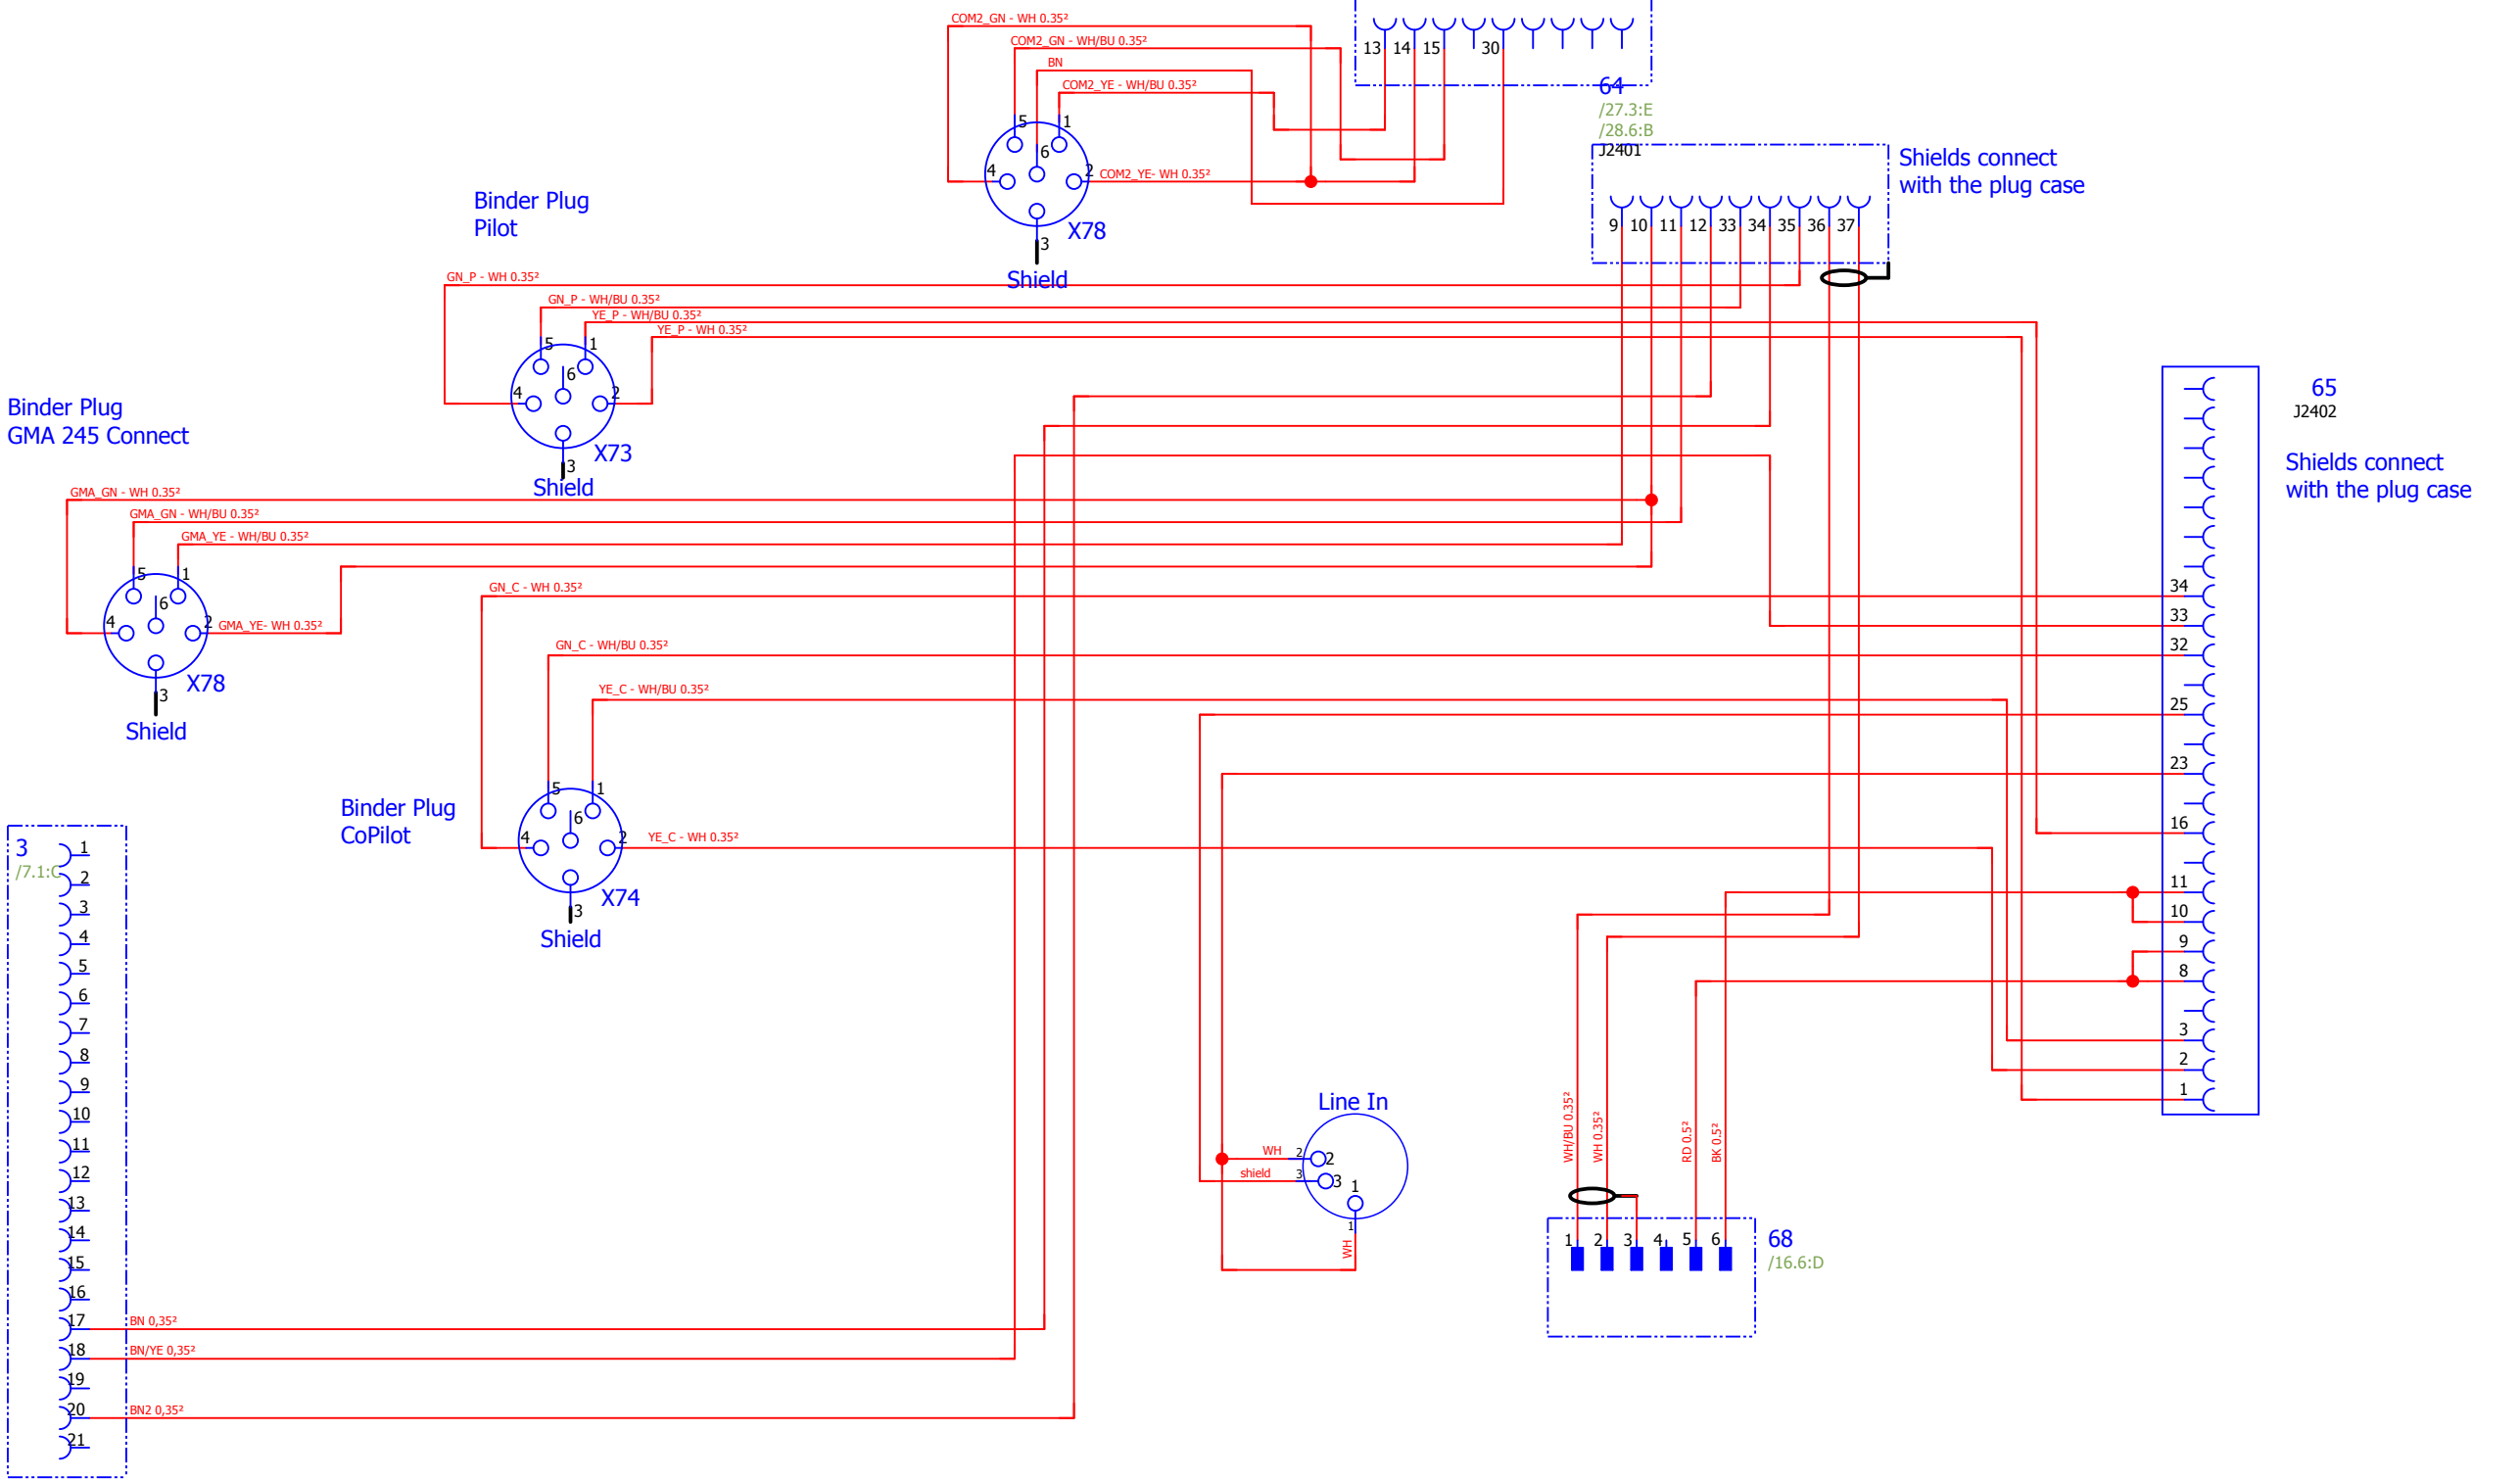 COM2_GN - WH 0.35²
COM2_GN - WH/BU 0.35²
BN
COM2_YE - WH/BU 0.35²
13 14 15 30
64
/27.3:E
/28.6:B
J2401
5 1
6
4 2
COM2_YE- WH 0.35²
3
X78
Shield
Shields connect
with the plug case
9 10 11 12 33 34 35 36 37
Binder Plug
Pilot
GN_P - WH 0.35²
GN_P - WH/BU 0.35²
YE_P - WH/BU 0.35²
YE_P - WH 0.35²
5 1
6
4 2
3
X73
Shield
65
J2402
Shields connect
with the plug case
Binder Plug
GMA 245 Connect
GMA_GN - WH 0.35²
GMA_GN - WH/BU 0.35²
GMA_YE - WH/BU 0.35²
5 1
6
4 2
GMA_YE- WH 0.35²
3
X78
Shield
GN_C - WH 0.35²
GN_C - WH/BU 0.35²
YE_C - WH/BU 0.35²
Binder Plug
CoPilot
5 1
6
4 2
YE_C - WH 0.35²
3
X74
Shield
34
33
32
25
23
16
11
10
9
8
3
2
1
3
/7.1:C
1
2
3
4
5
6
7
8
9
10
11
12
13
14
15
16
17
18
19
20
21
BN 0,35²
BN/YE 0,35²
BN2 0,35²
Line In
WH
2 2
shield
3 3
1
1
WH
WH/BU 0.35²
WH 0.35²
RD 0.5²
BK 0.5²
1 2 3 4 5 6
68
/16.6:D